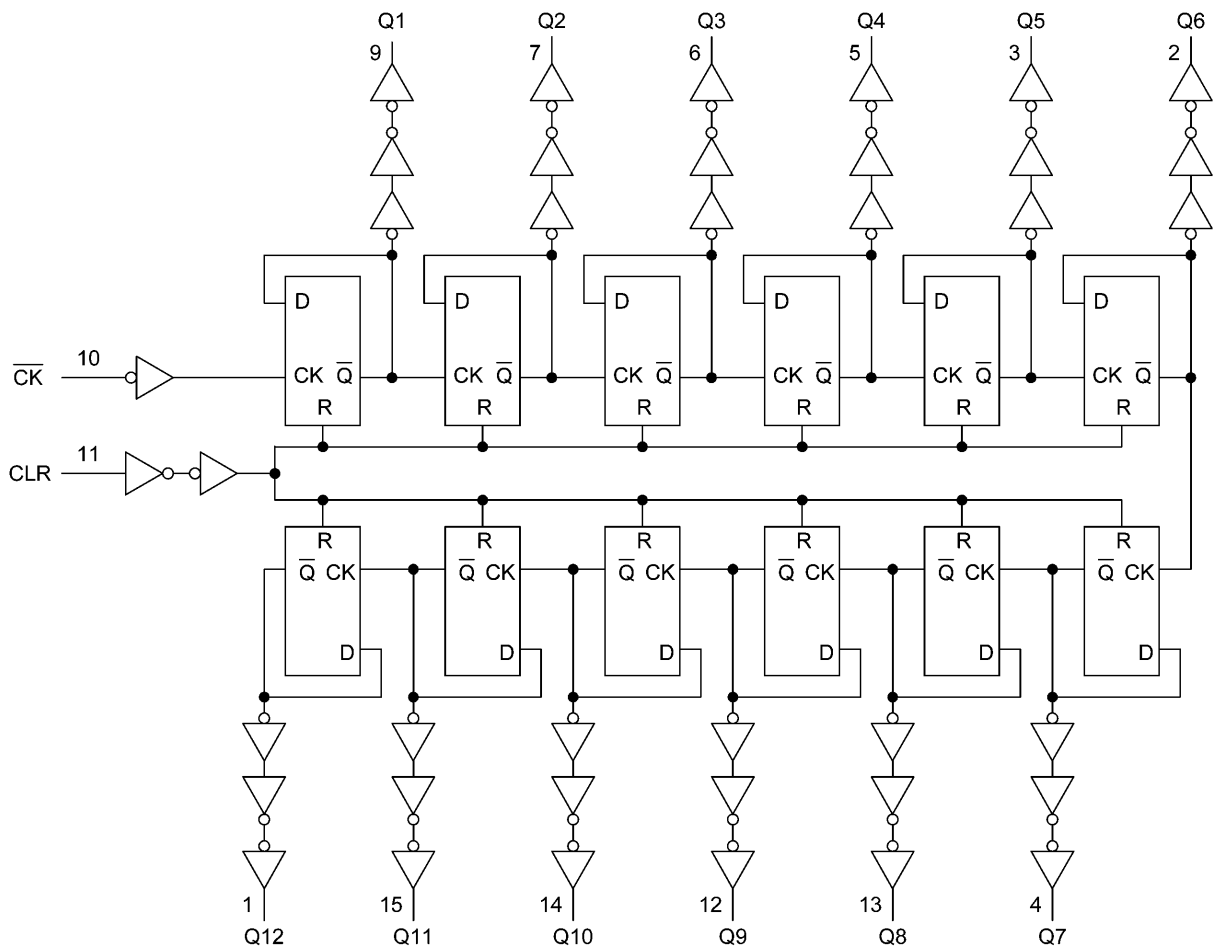 Q1 Q2 Q3 Q4 Q5 Q6
9 7 6 5 3 2
D D D D D D
10
C̅K̅ CK Q̅ CK Q̅ CK Q̅ CK Q̅ CK Q̅ CK Q̅
R R R R R R
11
CLR
R R R R R R
Q̅ CK Q̅ CK Q̅ CK Q̅ CK Q̅ CK Q̅ CK
D D D D D D
1 15 14 12 13 4
Q12 Q11 Q10 Q9 Q8 Q7